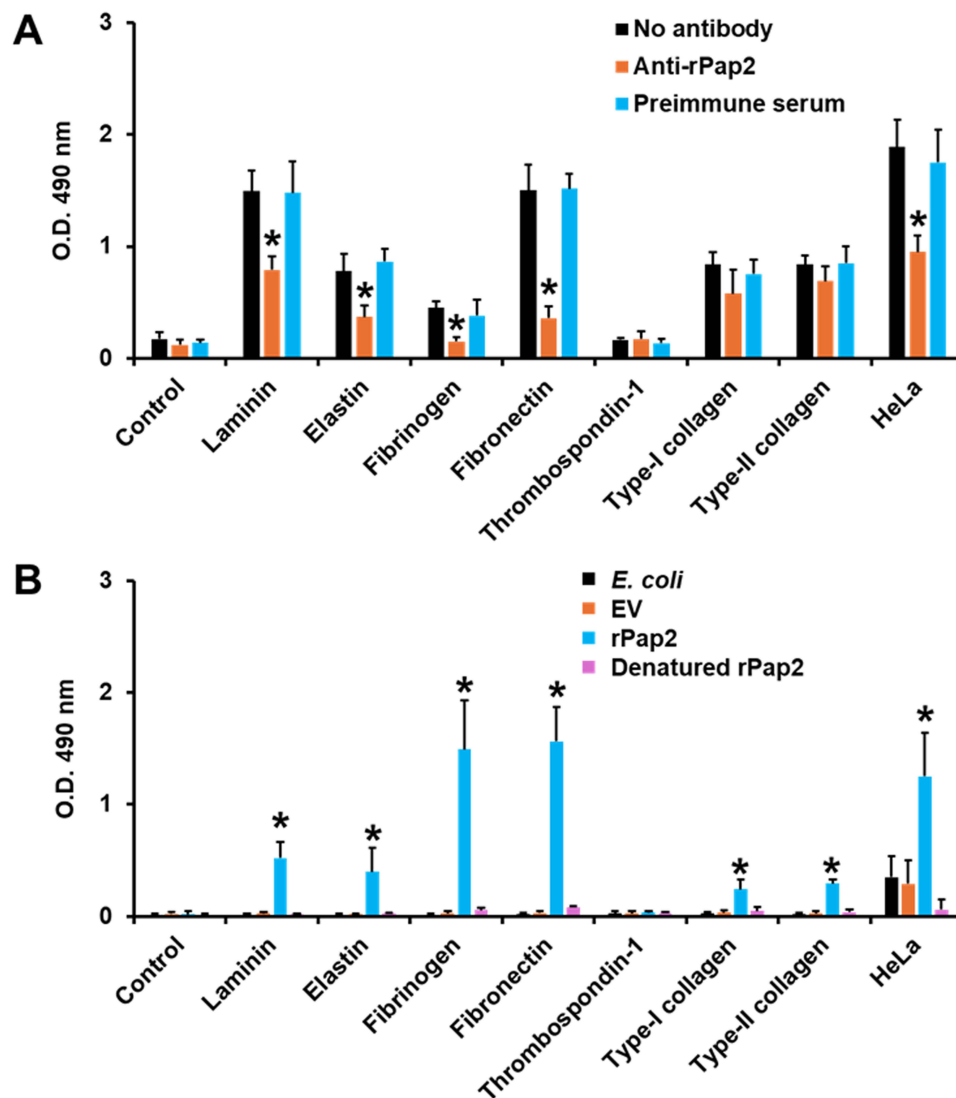 A
3
2
1
0
O.D. 490 nm
No antibody
Anti-rPap2
Preimmune serum
*
*
*
*
*
Control
Laminin
Elastin
Fibrinogen
Fibronectin
Thrombospondin-1
Type-I collagen
Type-II collagen
HeLa
B
3
2
1
0
O.D. 490 nm
E. coli
EV
rPap2
Denatured rPap2
*
*
*
*
*
*
*
Control
Laminin
Elastin
Fibrinogen
Fibronectin
Thrombospondin-1
Type-I collagen
Type-II collagen
HeLa